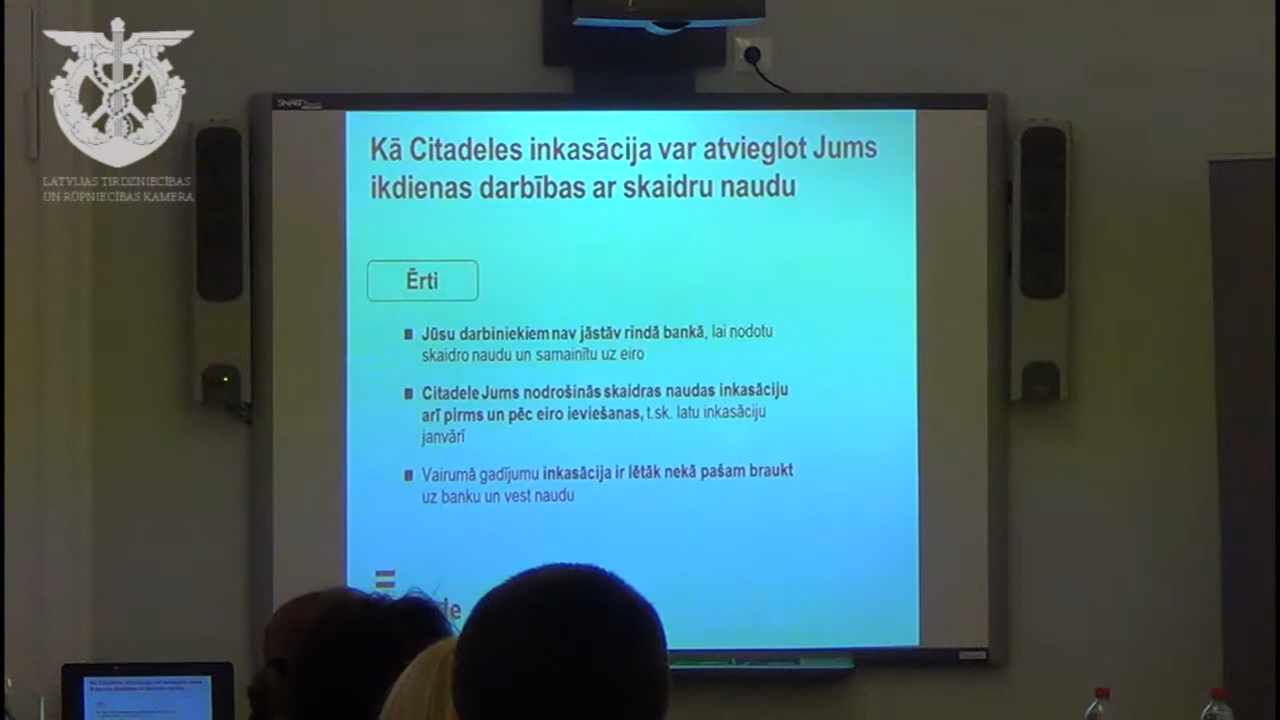 LATVIJAS TIRDZNIECĪBAS
UN RŪPNIECĪBAS KAMERA
SMART
Kā Citadeles inkasācija var atvieglot Jums
ikdienas darbības ar skaidru naudu
Ērti
Jūsu darbiniekiem nav jāstāv rindā bankā, lai nodotu
skaidro naudu un samainītu uz eiro
Citadele Jums nodrošinās skaidras naudas inkasāciju
arī pirms un pēc eiro ieviešanas, t.sk. latu inkasāciju
janvārī
Vairumā gadījumu inkasācija ir lētāk nekā pašam braukt
uz banku un vest naudu